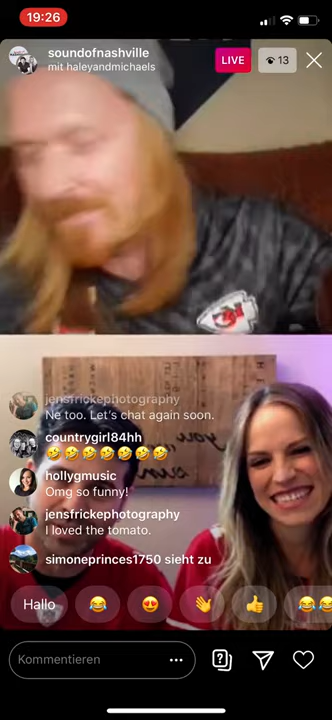 19:26
soundofnashville
mit haleyandmichaels
LIVE
13
jensfrickephotography
Ne too. Let's chat again soon.
countrygirl84hh
🤣🤣🤣🤣🤣🤣🤣
hollygmusic
Omg so funny!
jensfrickephotography
I loved the tomato.
simoneprinces1750 sieht zu
Hallo 😂 😍 👋 👍 😂😂
Kommentieren